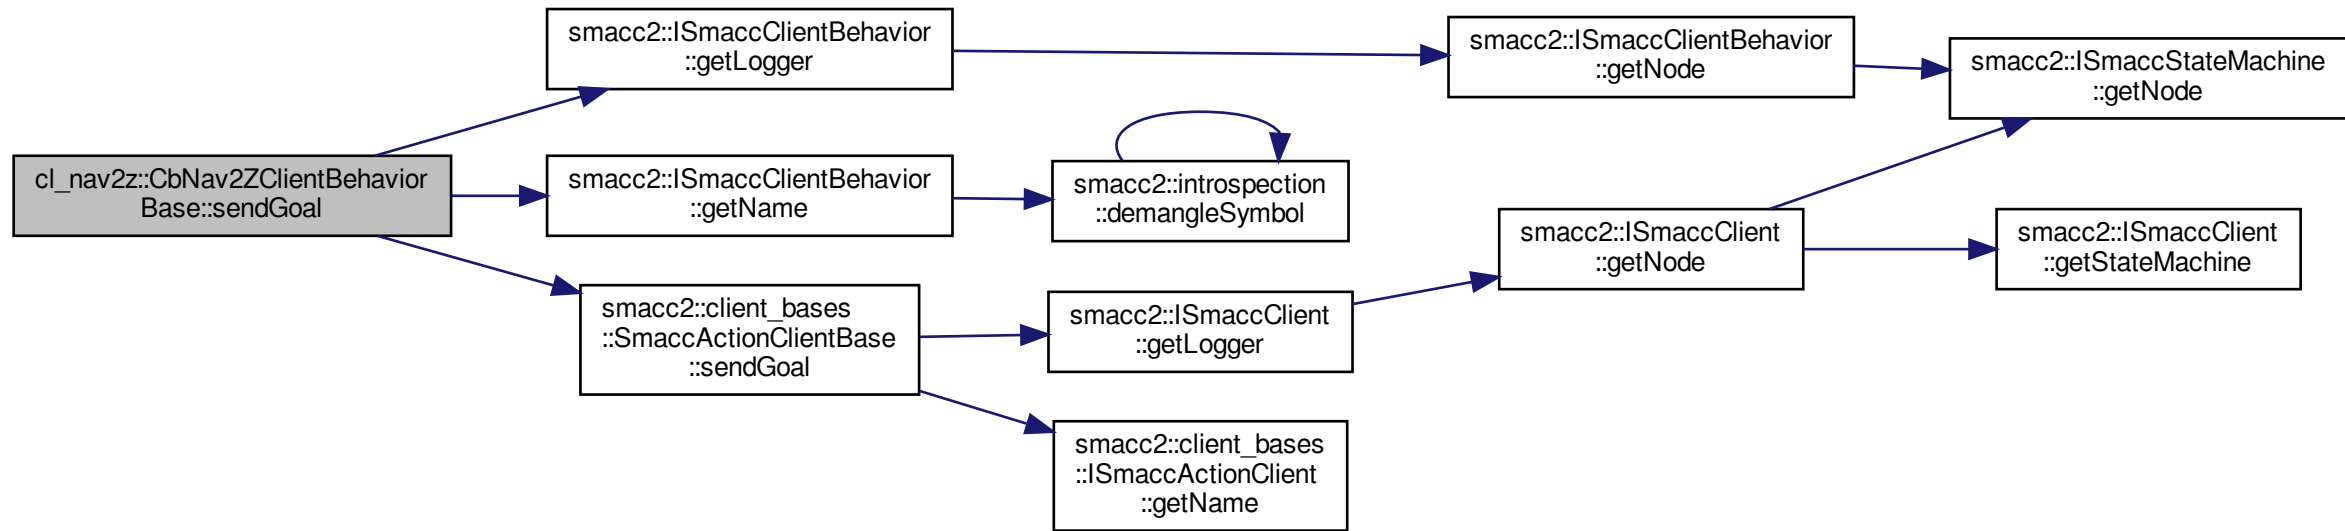 cl_nav2z::CbNav2ZClientBehavior
Base::sendGoal
smacc2::ISmaccClientBehavior
::getLogger
smacc2::ISmaccClientBehavior
::getNode
smacc2::ISmaccStateMachine
::getNode
smacc2::ISmaccClientBehavior
::getName
smacc2::introspection
::demangleSymbol
smacc2::client_bases
::SmaccActionClientBase
::sendGoal
smacc2::ISmaccClient
::getLogger
smacc2::ISmaccClient
::getNode
smacc2::ISmaccClient
::getStateMachine
smacc2::client_bases
::ISmaccActionClient
::getName